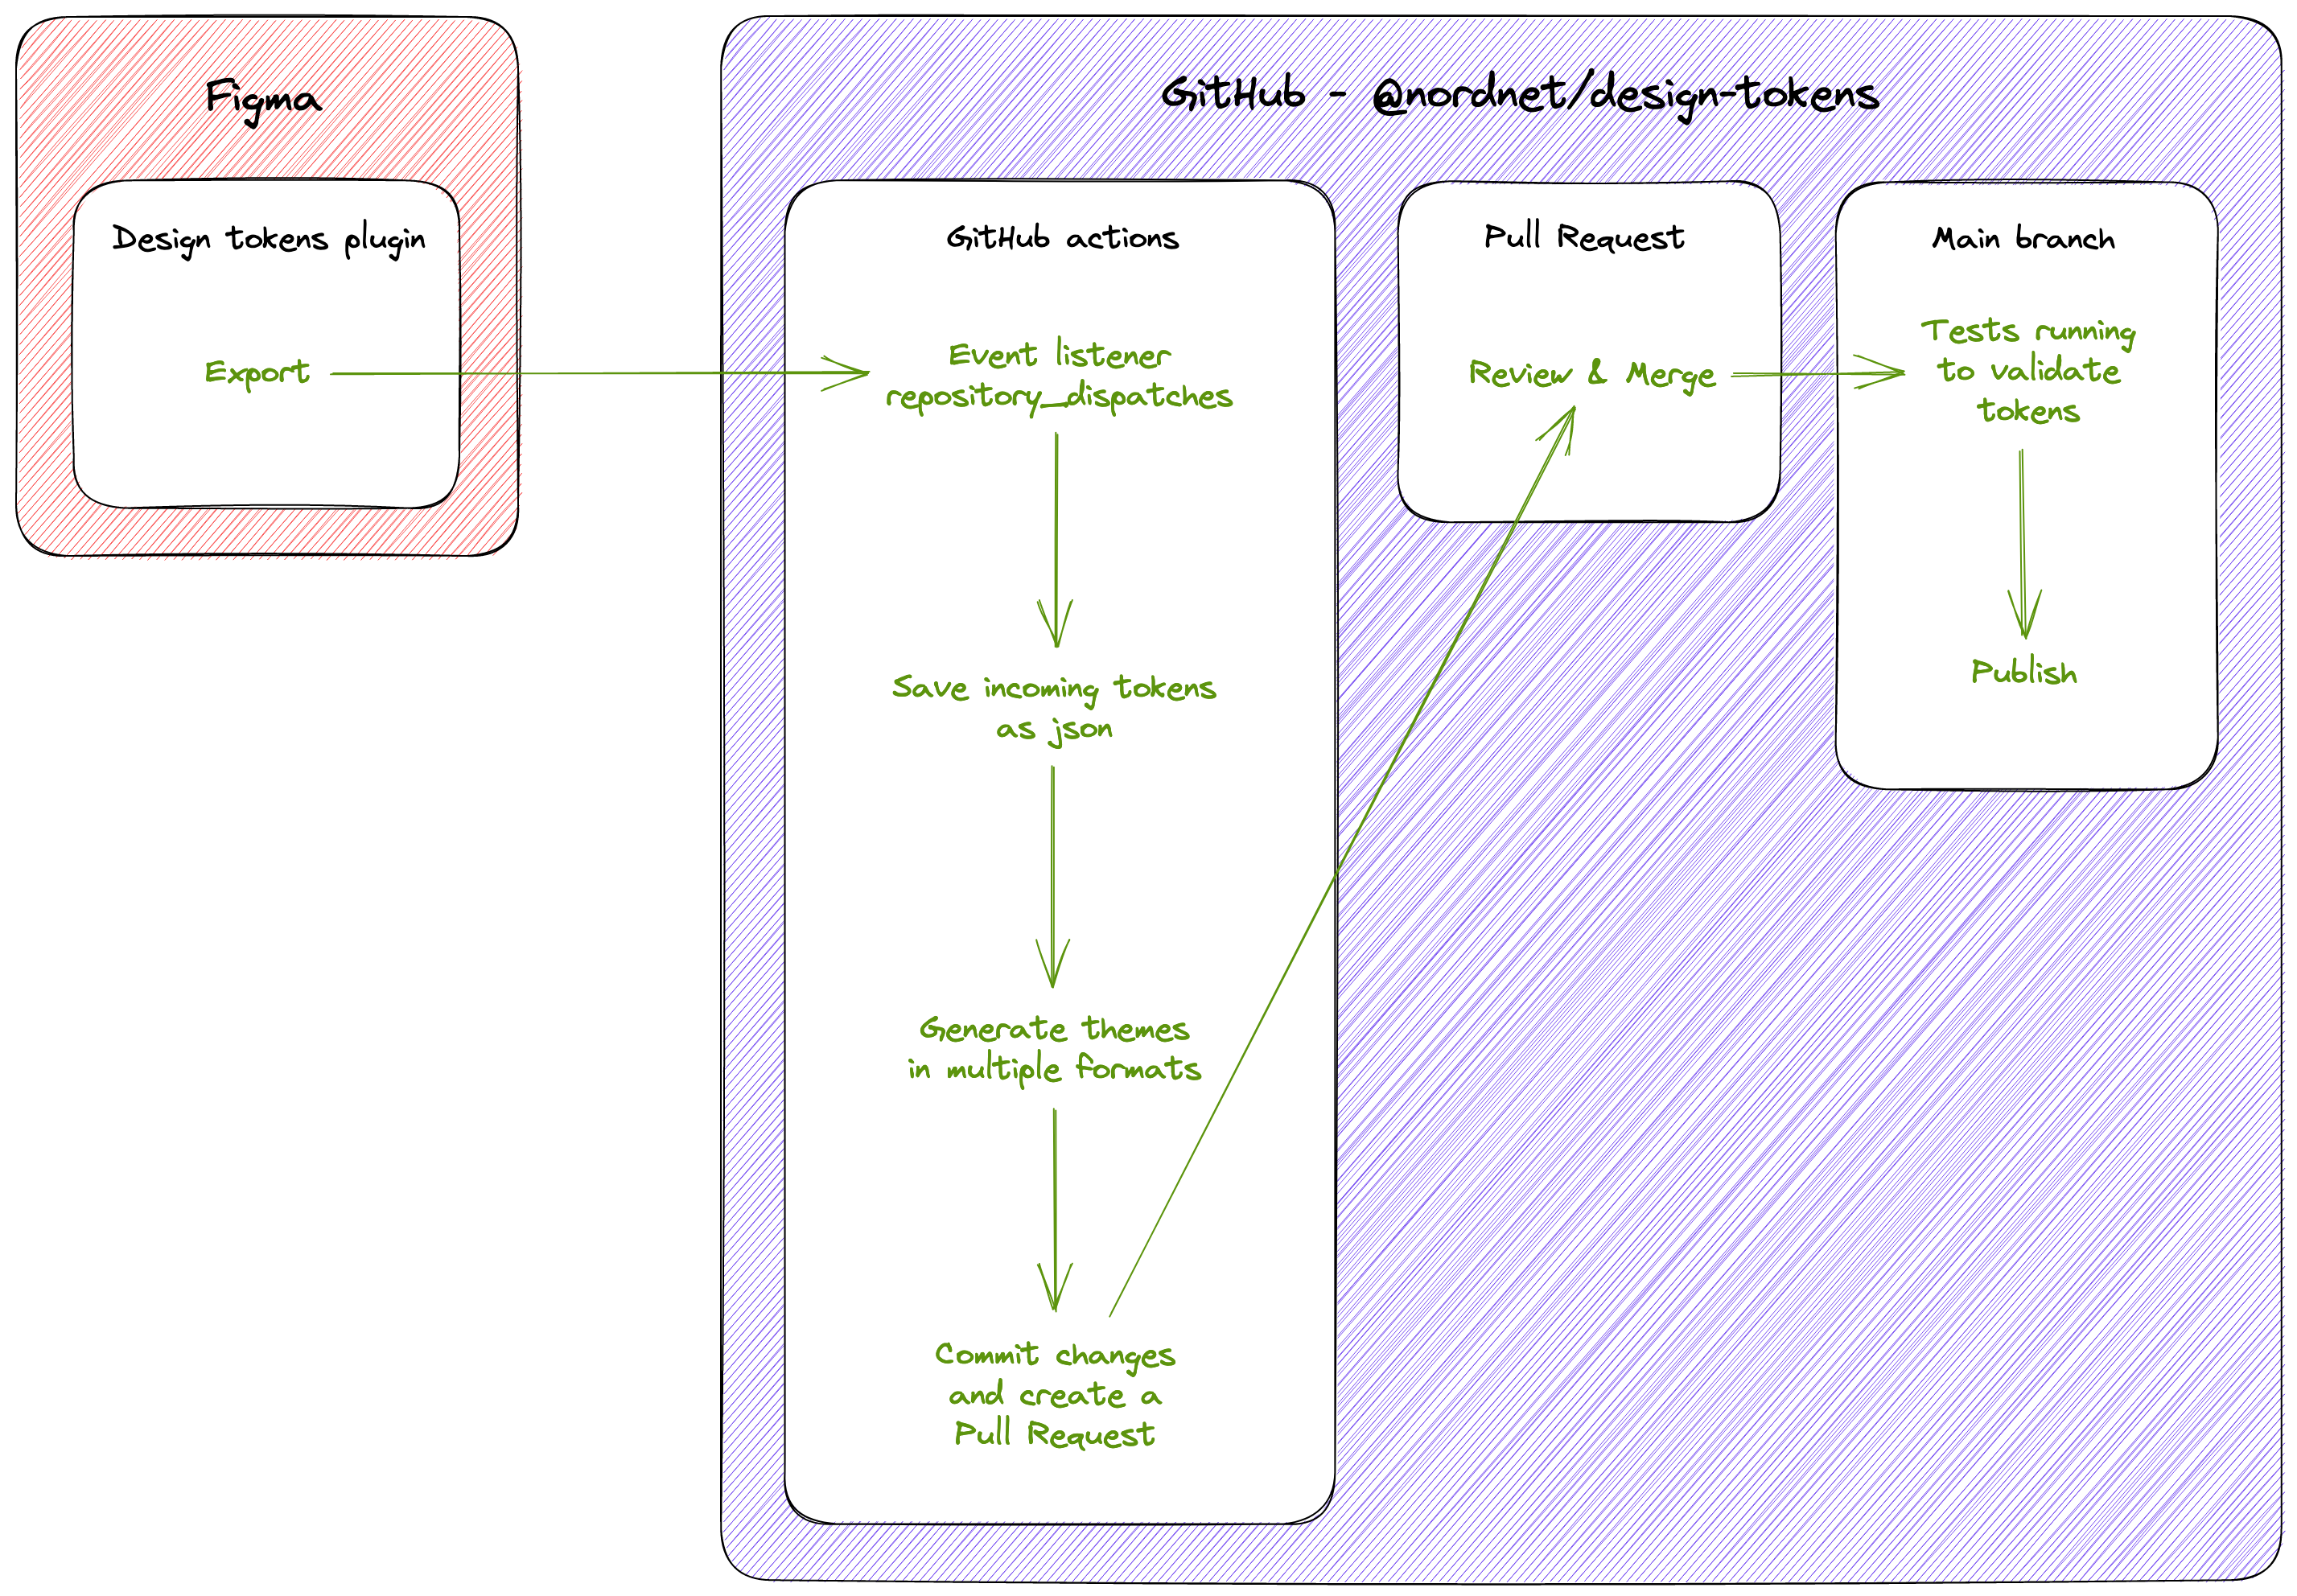 Figma
Design tokens plugin
Export
GitHub - @nordnet/design-tokens
GitHub actions
Event listener
repository_dispatches
Save incoming tokens
as json
Generate themes
in multiple formats
Commit changes
and create a
Pull Request
Pull Request
Review & Merge
Main branch
Tests running
to validate
tokens
Publish